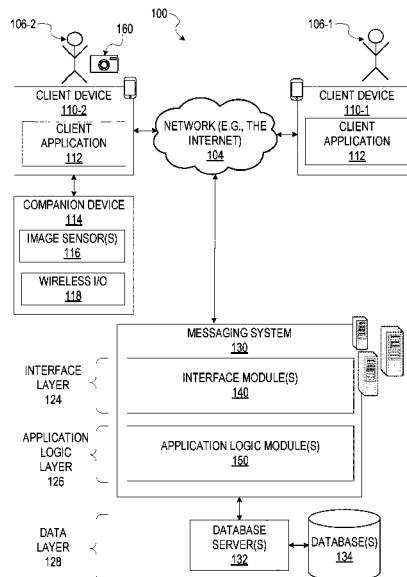 100
106-2
160
106-1
CLIENT DEVICE
110-2
CLIENT
APPLICATION
112
NETWORK (E.G., THE
INTERNET)
104
CLIENT DEVICE
110-1
CLIENT
APPLICATION
112
COMPANION DEVICE
114
IMAGE SENSOR(S)
116
WIRELESS I/O
118
MESSAGING SYSTEM
130
INTERFACE
LAYER
124
INTERFACE MODULE(S)
140
APPLICATION
LOGIC
LAYER
126
APPLICATION LOGIC MODULE(S)
150
DATA
LAYER
128
DATABASE
SERVER(S)
132
DATABASE(S)
134